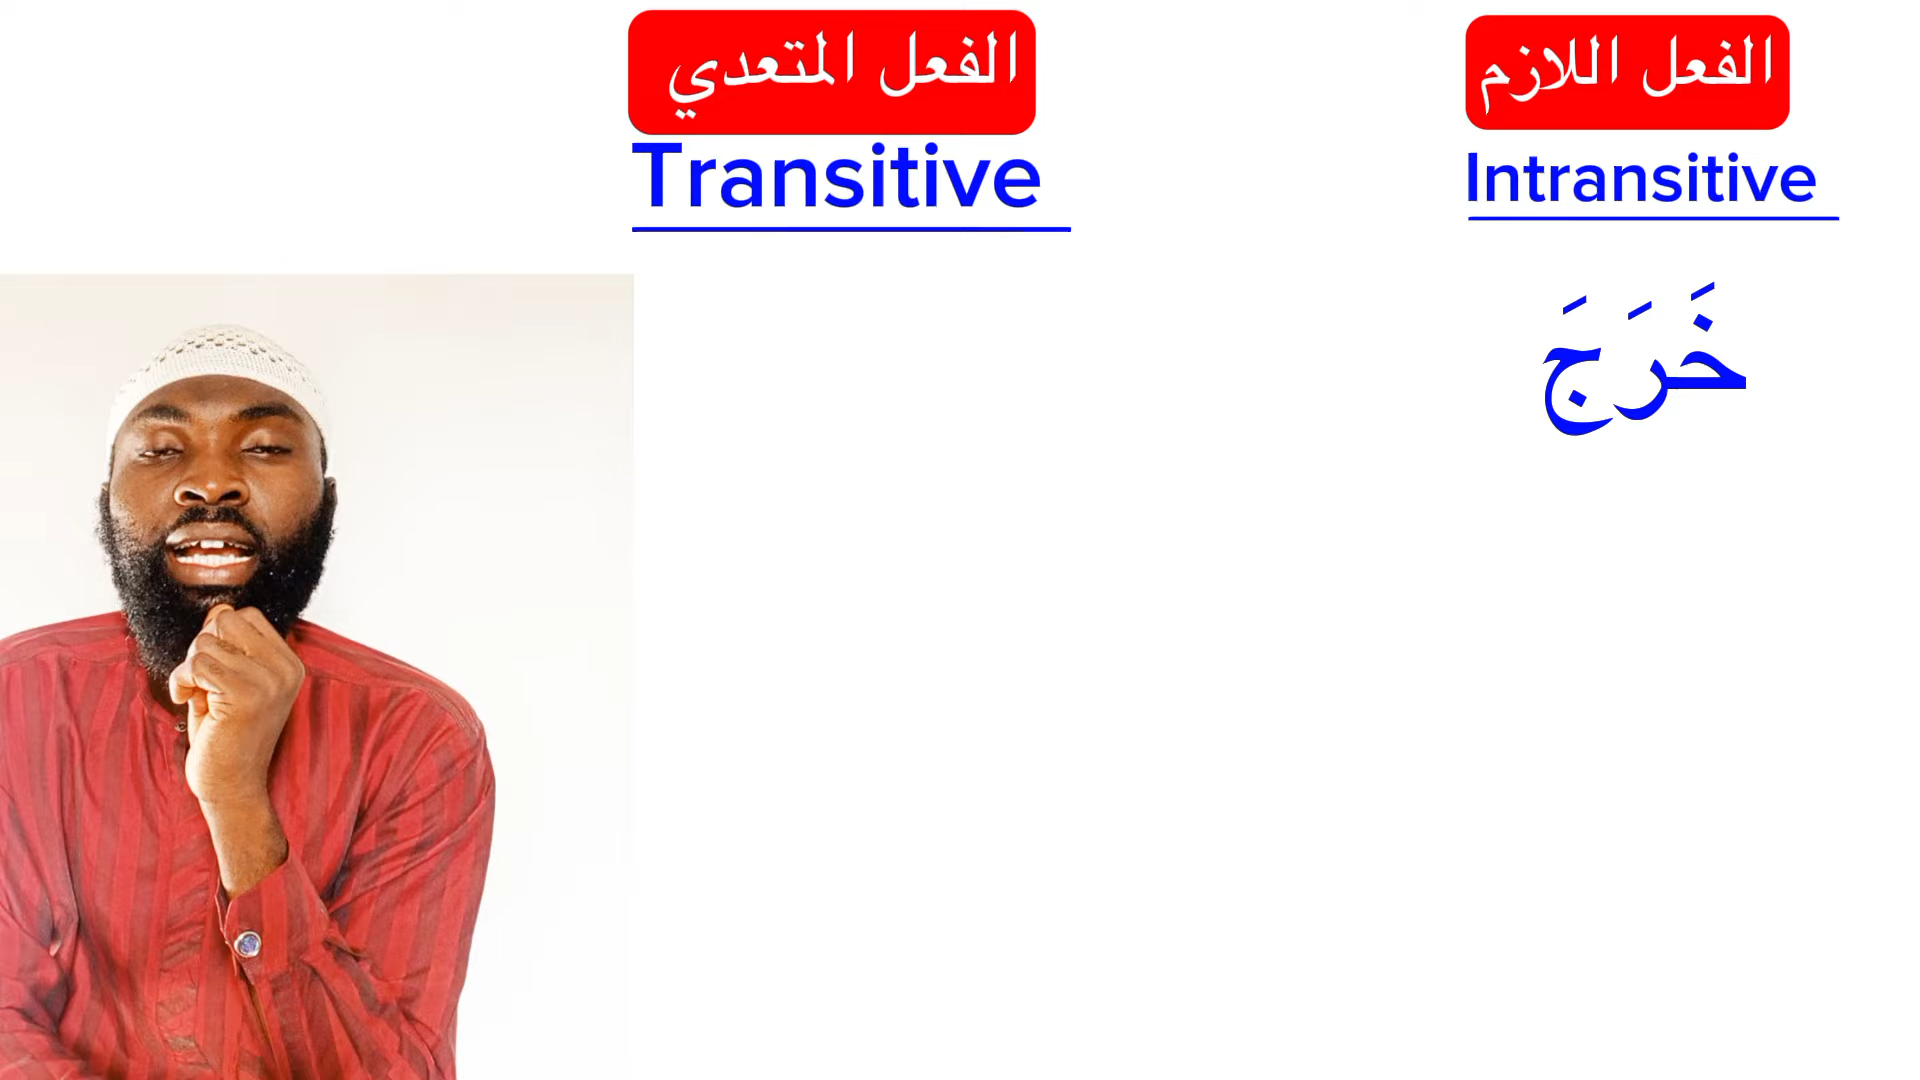 الفعل المتعدي
Transitive
الفعل اللازم
Intransitive
خَرَجَ